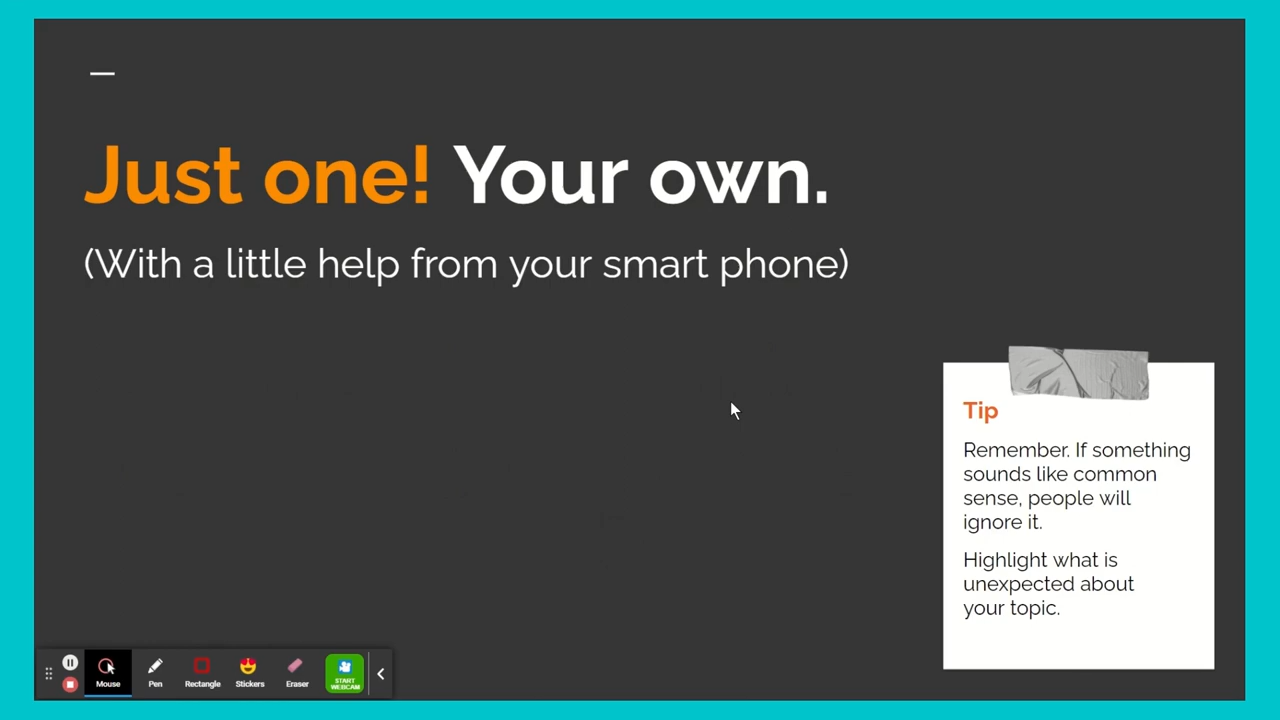 Just one! Your own.
(With a little help from your smart phone)
Tip
Remember. If something
sounds like common
sense, people will
ignore it.
Highlight what is
unexpected about
your topic.
Mouse
Pen
Rectangle
Stickers
Eraser
START
WEBCAM